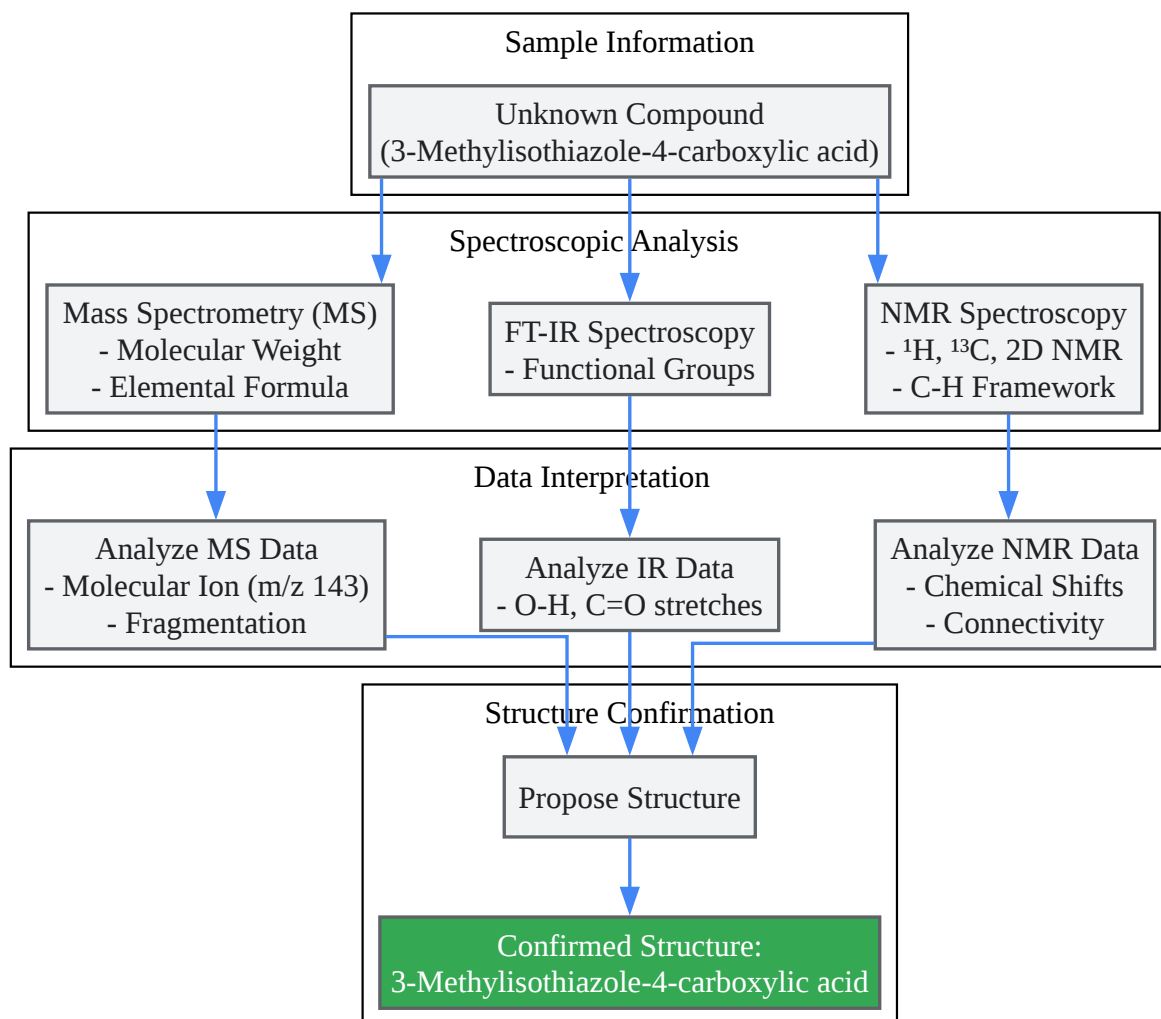 Sample Information
Unknown Compound
(3-Methylisothiazole-4-carboxylic acid)
Spectroscopic Analysis
Mass Spectrometry (MS)
- Molecular Weight
- Elemental Formula
FT-IR Spectroscopy
- Functional Groups
NMR Spectroscopy
- ¹H, ¹³C, 2D NMR
- C-H Framework
Data Interpretation
Analyze MS Data
- Molecular Ion (m/z 143)
- Fragmentation
Analyze IR Data
- O-H, C=O stretches
Analyze NMR Data
- Chemical Shifts
- Connectivity
Structure Confirmation
Propose Structure
Confirmed Structure:
3-Methylisothiazole-4-carboxylic acid